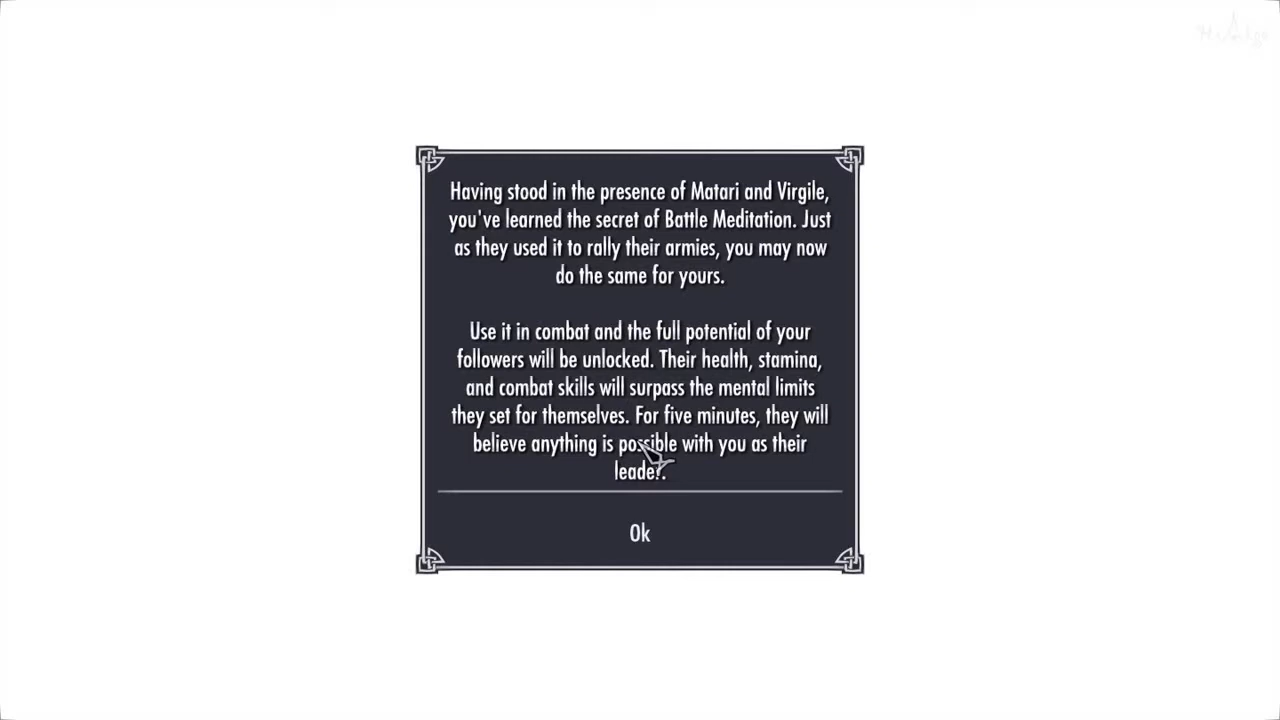 Having stood in the presence of Matari and Virgile,
you've learned the secret of Battle Meditation. Just
as they used it to rally their armies, you may now
do the same for yours.
Use it in combat and the full potential of your
followers will be unlocked. Their health, stamina,
and combat skills will surpass the mental limits
they set for themselves. For five minutes, they will
believe anything is possible with you as their
leader.
Ok